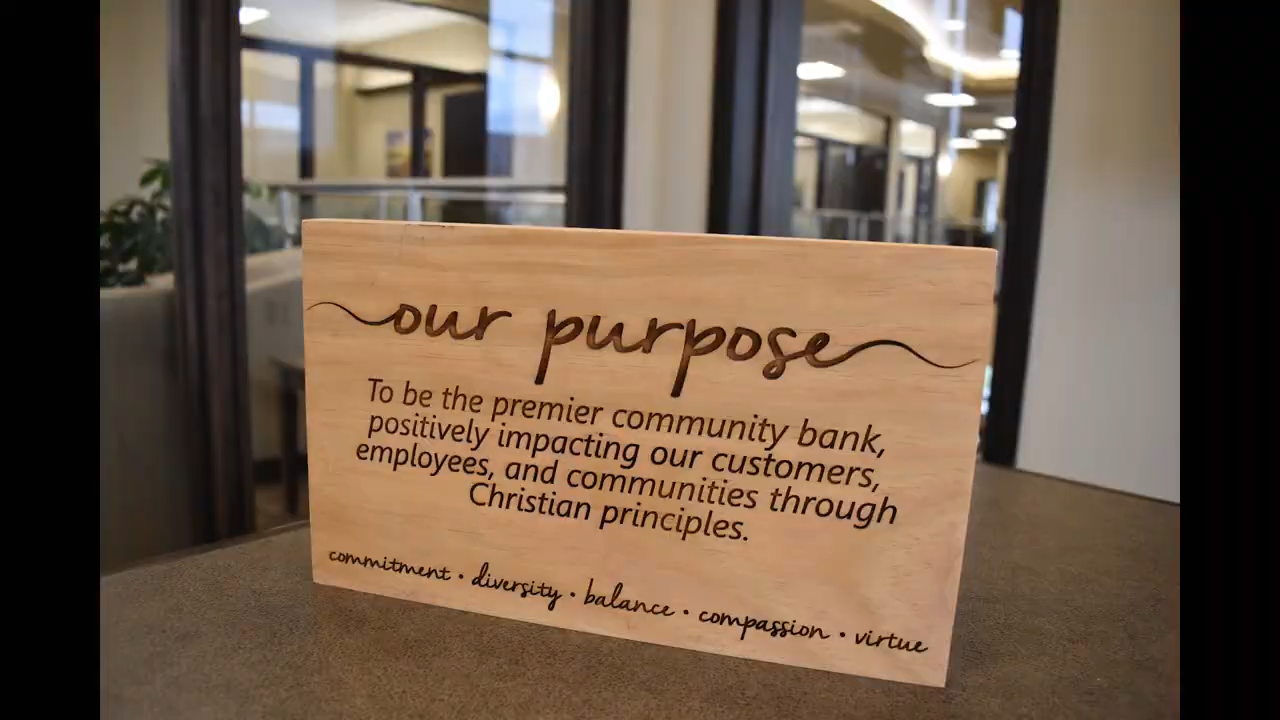 our purpose
To be the premier community bank,
positively impacting our customers,
employees, and communities through
Christian principles.
commitment • diversity • balance • compassion • virtue